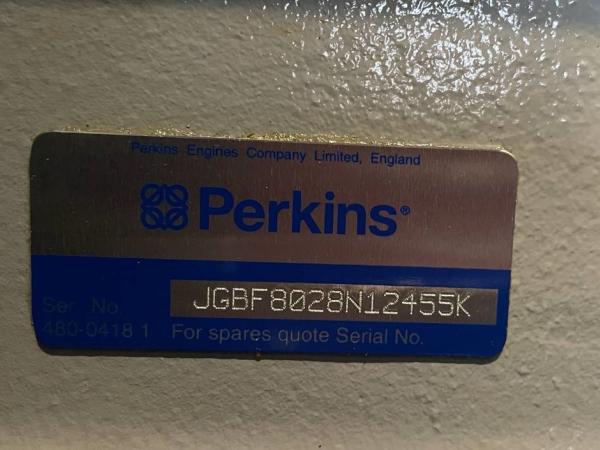 Perkins Engines Company Limited, England
Perkins®
JGBF8028N12455K
Ser No
480-0418 1 For spares quote Serial No.